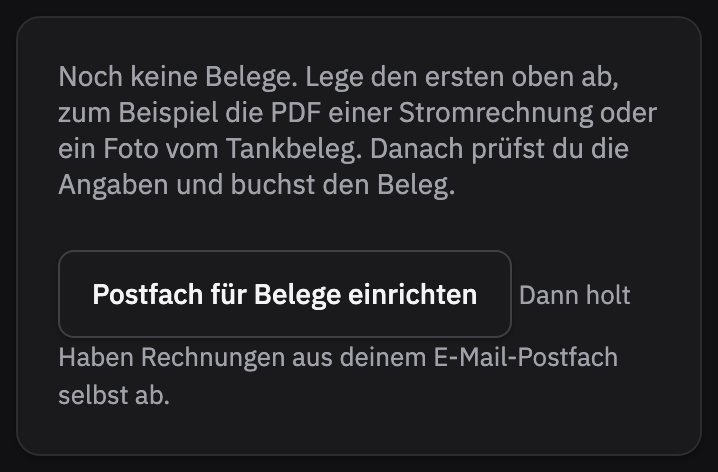 Noch keine Belege. Lege den ersten oben ab,
zum Beispiel die PDF einer Stromrechnung oder
ein Foto vom Tankbeleg. Danach prüfst du die
Angaben und buchst den Beleg.
Postfach für Belege einrichten Dann holt
Haben Rechnungen aus deinem E-Mail-Postfach
selbst ab.